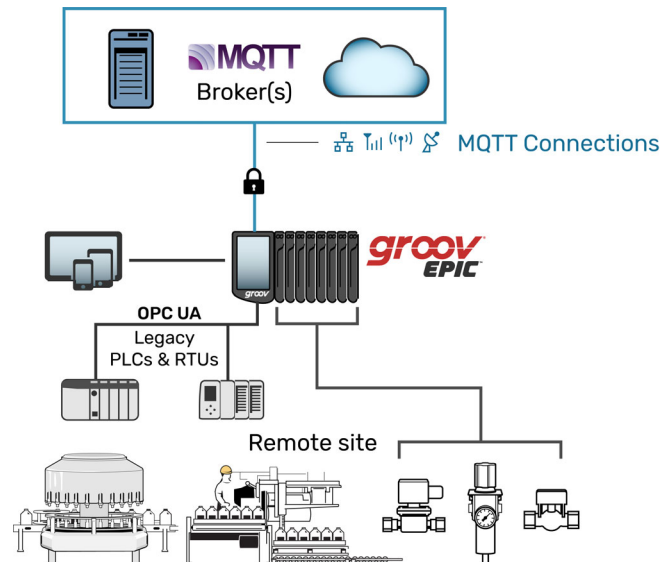 MQTT
Broker(s)
MQTT Connections
groov
EPIC
groov
OPC UA
Legacy
PLCs & RTUs
Remote site